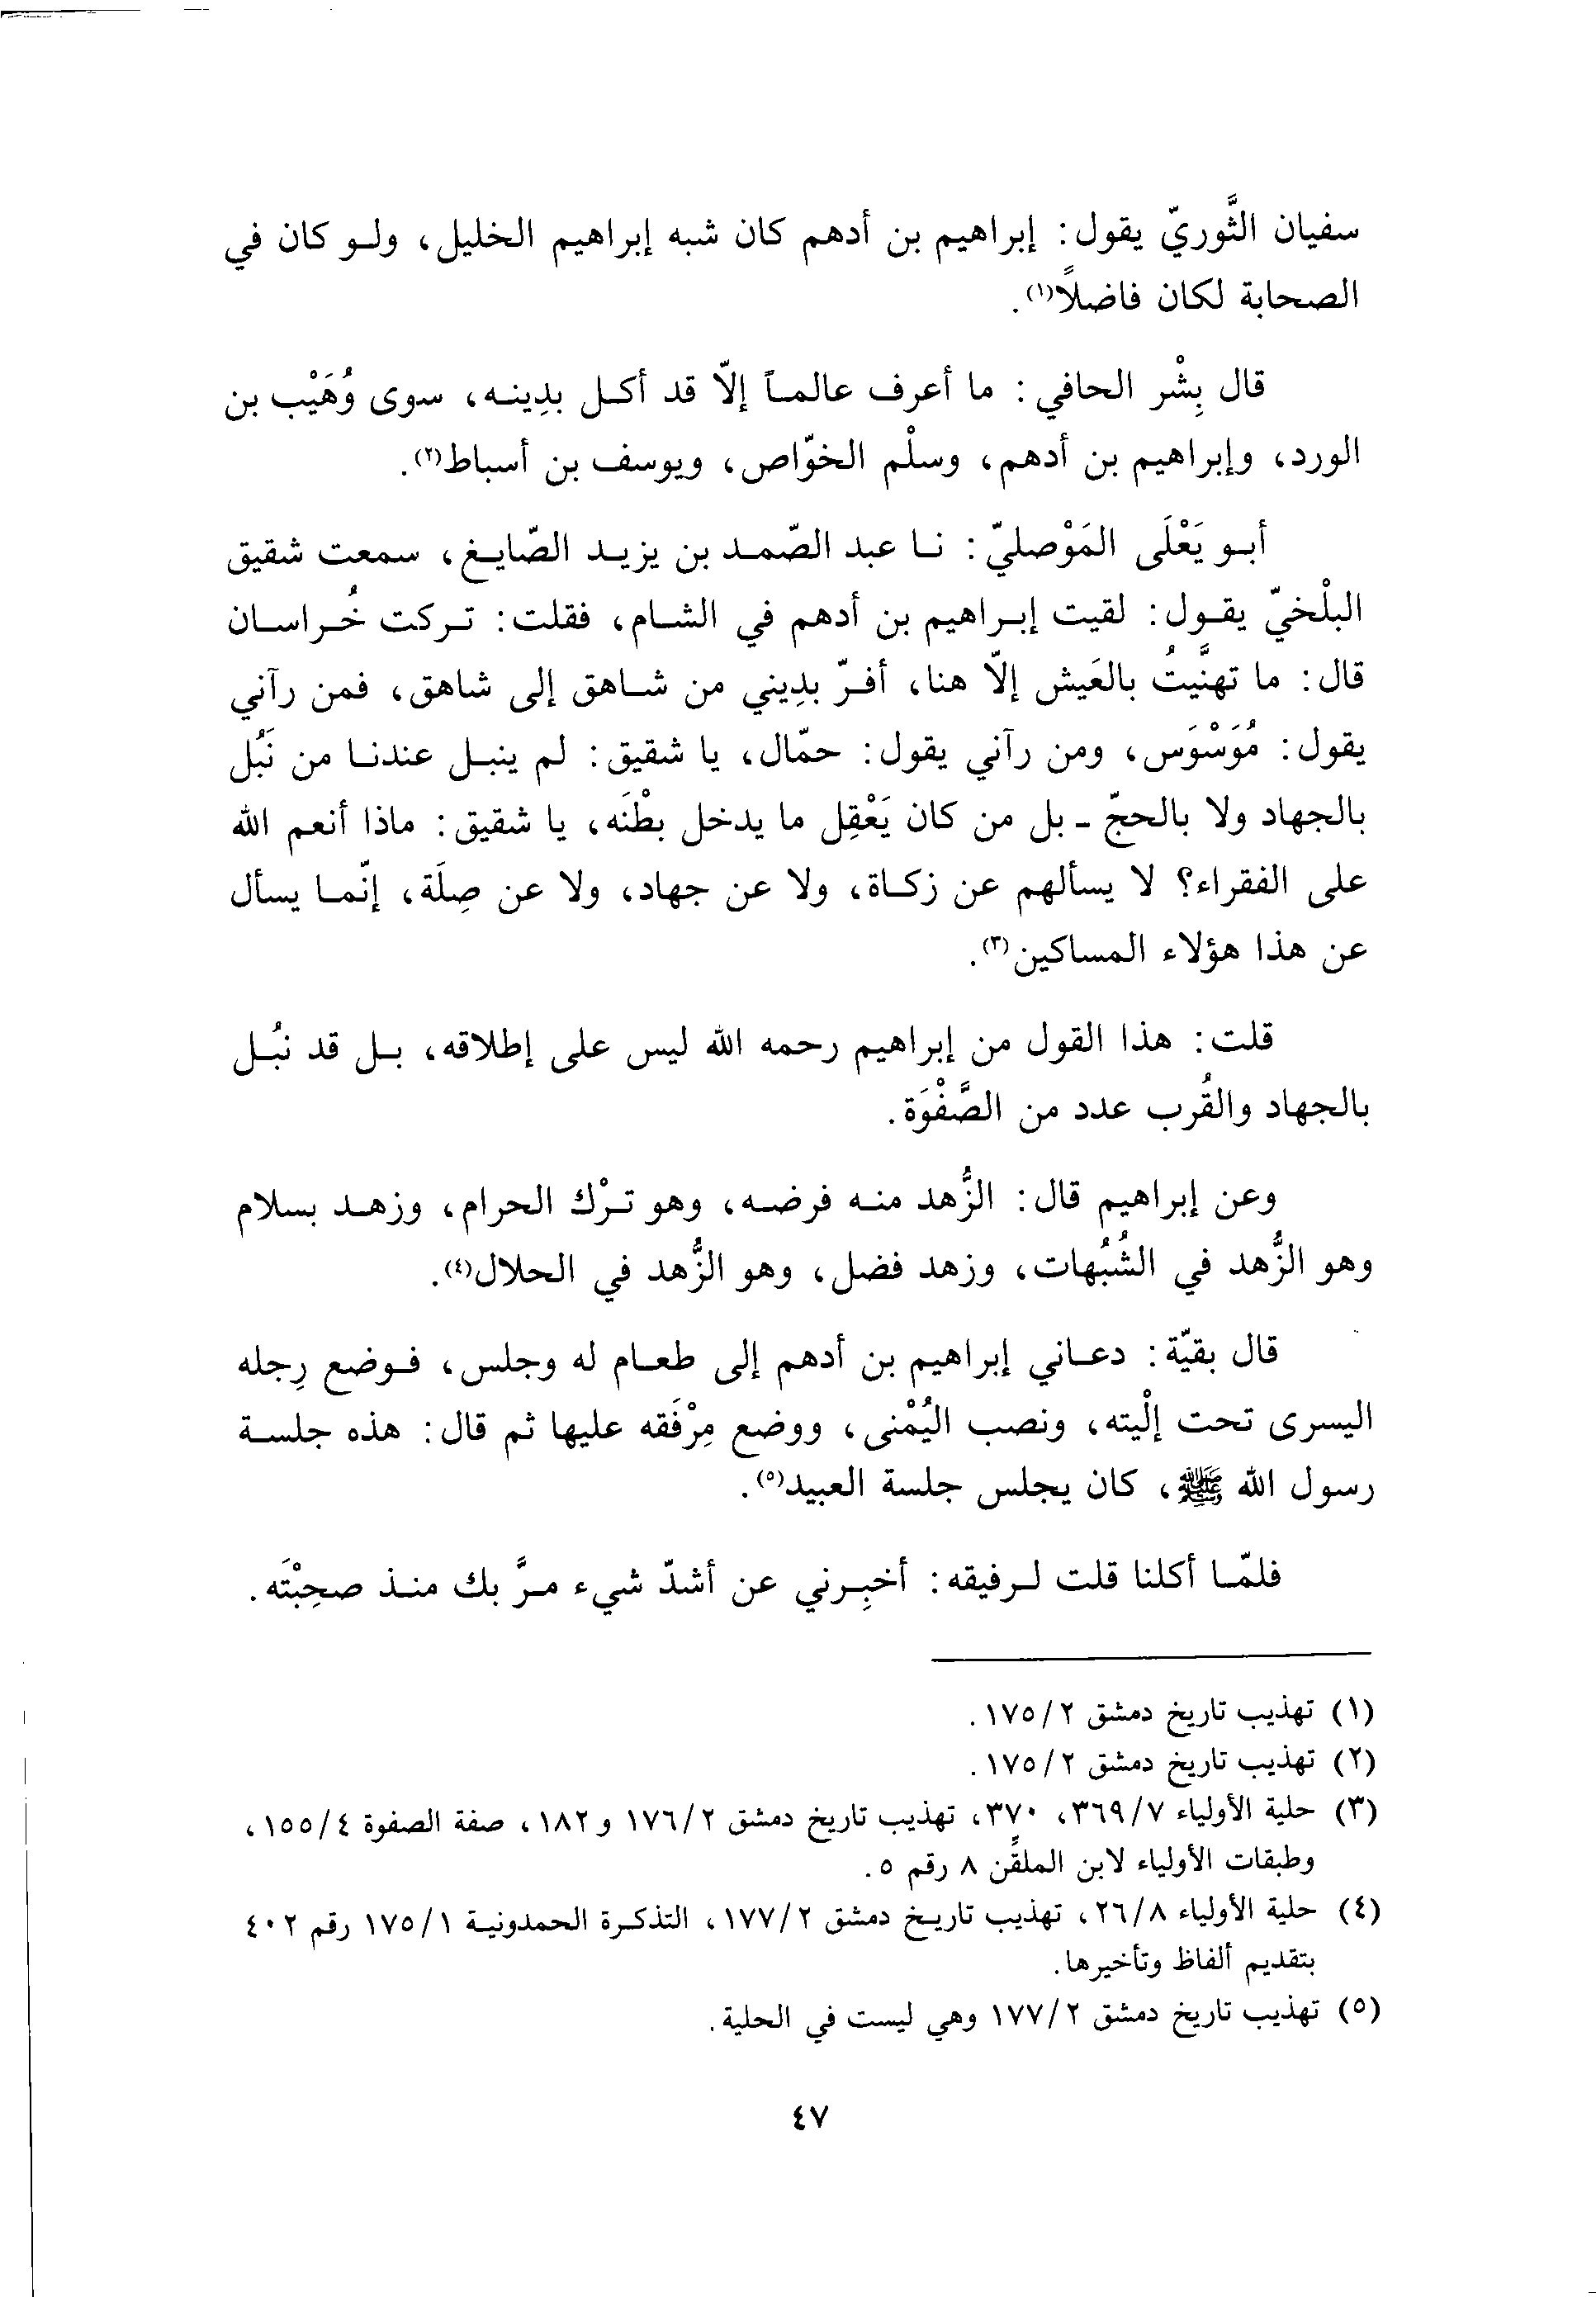 سفيان الثَّوريّ يقول: إبراهيم بن أدهم كان شبه إبراهيم الخليل، ولو كان في
الصحابة لكان فاضلاً(١).
قال بِشْر الحافي: ما أعرف عالماً إلّا قد أكل بدِينه، سوى وُهَيْب بن
الورد، وإبراهيم بن أدهم، وسلْم الخوّاص، ويوسف بن أسباط(٢).
أبو يَعْلَى المَوْصليّ: نا عبد الصّمد بن يزيد الصّايغ، سمعت شقيق
البلْخيّ يقول: لقيت إبراهيم بن أدهم في الشام، فقلت: تركت خُراسان
قال: ما تهنَّيتُ بالعَيش إلّا هنا، أفرّ بدِيني من شاهق إلى شاهق، فمن رآني
يقول: مُوَسْوَس، ومن رآني يقول: حمّال، يا شقيق: لم ينبل عندنا من نَبُل
بالجهاد ولا بالحجّ - بل من كان يَعْقِل ما يدخل بطْنَه، يا شقيق: ماذا أنعم الله
على الفقراء؟ لا يسألهم عن زكاة، ولا عن جهاد، ولا عن صِلَة، إنّما يسأل
عن هذا هؤلاء المساكين(٣).
قلت: هذا القول من إبراهيم رحمه الله ليس على إطلاقه، بل قد نبُل
بالجهاد والقُرب عدد من الصَّفْوَة.
وعن إبراهيم قال: الزُّهد منه فرضه، وهو ترْك الحرام، وزهد بسلام
وهو الزُّهد في الشُبُهات، وزهد فضل، وهو الزُّهد في الحلال(٤).
قال بقيّة: دعاني إبراهيم بن أدهم إلى طعام له وجلس، فوضع رِجله
اليسرى تحت إلْيته، ونصب اليُمْنى، ووضع مِرْفَقه عليها ثم قال: هذه جلسة
رسول الله ﷺ، كان يجلس جلسة العبيد(٥).
فلمّا أكلنا قلت لرفيقه: أخبِرني عن أشدّ شيء مرَّ بك منذ صحِبْتَه.
(١) تهذيب تاريخ دمشق ٢/١٧٥.
(٢) تهذيب تاريخ دمشق ٢/١٧٥.
(٣) حلية الأولياء ٧/٣٦٩، ٣٧٠، تهذيب تاريخ دمشق ٢/١٧٦ و١٨٢، صفة الصفوة ٤/١٥٥،
وطبقات الأولياء لابن الملقِّن ٨ رقم ٥.
(٤) حلية الأولياء ٨/٢٦، تهذيب تاريخ دمشق ٢/١٧٧، التذكرة الحمدونية ١/١٧٥ رقم ٤٠٢
بتقديم ألفاظ وتأخيرها.
(٥) تهذيب تاريخ دمشق ٢/١٧٧ وهي ليست في الحلية.
٤٧